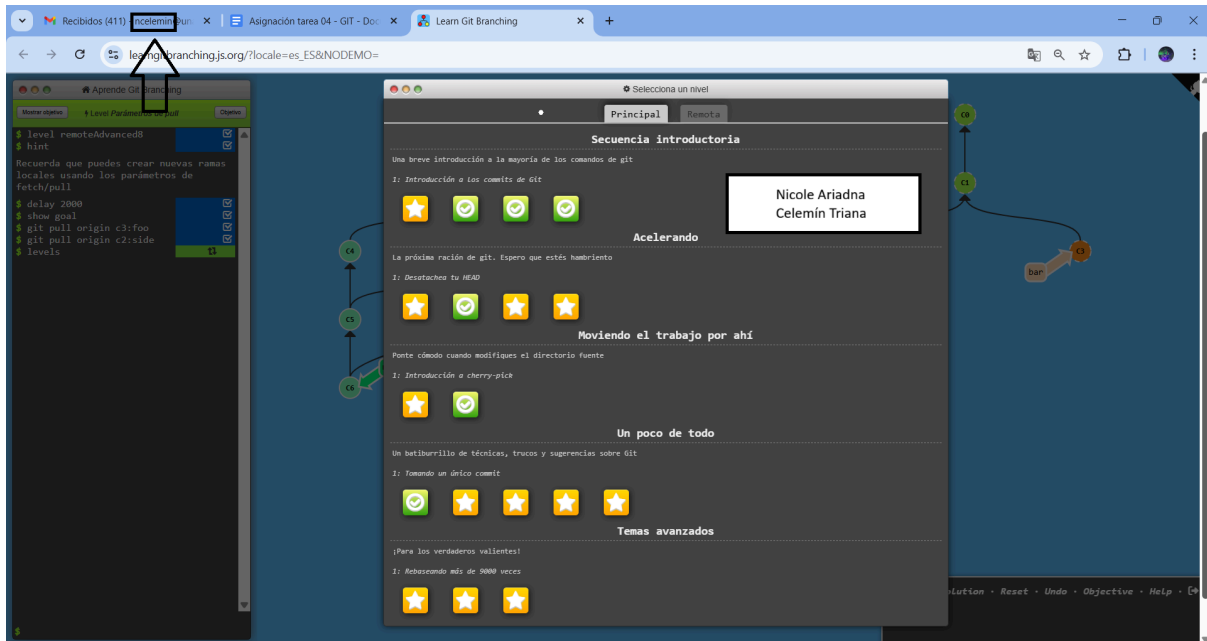 Recibidos (411) - ncelemin@un
Asignación tarea 04 - GIT - Doc
Learn Git Branching
learngitbranching.js.org/?locale=es_ES&NODEMO=
Aprende Git Branching
Mostrar objetivo
Level Parámetros de pull
Objetivo
$ level remoteAdvanced8
$ hint
Recuerda que puedes crear nuevas ramas
locales usando los parámetros de
fetch/pull
$ delay 2000
$ show goal
$ git pull origin c3:foo
$ git pull origin c2:side
$ levels
$
C4
C5
C6
Selecciona un nivel
Principal
Remota
Secuencia introductoria
Una breve introducción a la mayoría de los comandos de git
1: Introducción a los commits de Git
Nicole Ariadna
Celemín Triana
Acelerando
La próxima ración de git. Espero que estés hambriento
1: Desatachea tu HEAD
Moviendo el trabajo por ahí
Ponte cómodo cuando modifiques el directorio fuente
1: Introducción a cherry-pick
Un poco de todo
Un batiburrillo de técnicas, trucos y sugerencias sobre Git
1: Tomando un único commit
Temas avanzados
¡Para los verdaderos valientes!
1: Rebaseando más de 9000 veces
C0
C1
C3
bar
lution · Reset · Undo · Objective · Help ·